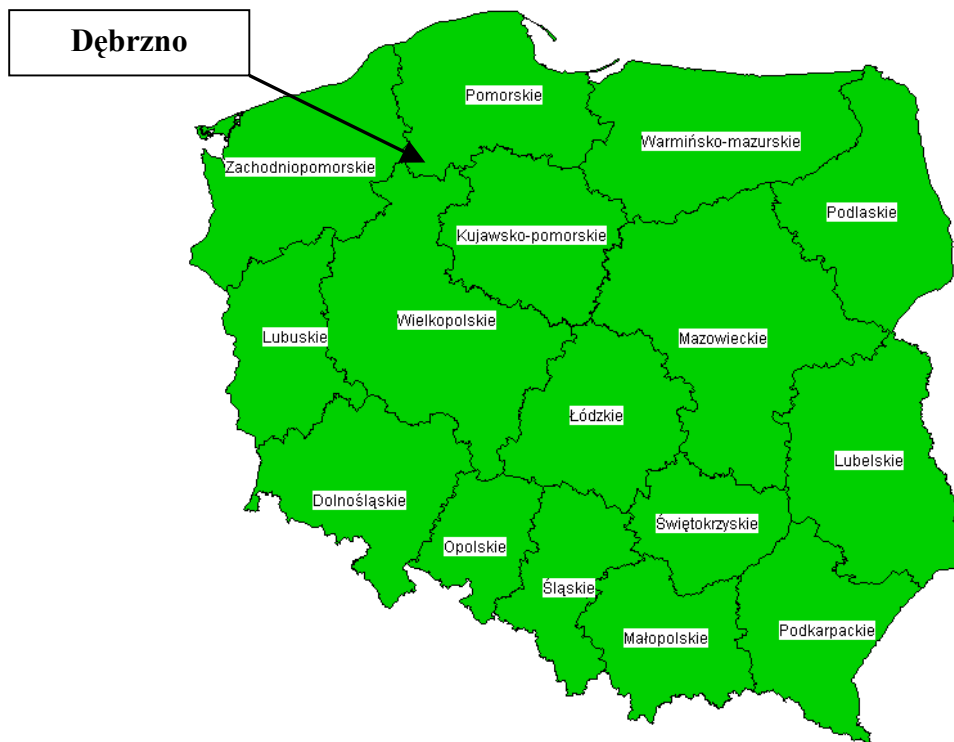 Dębrzno
Pomorskie
Warmińsko-mazurskie
Zachodniopomorskie
Podlaskie
Kujawsko-pomorskie
Wielkopolskie
Lubuskie
Mazowieckie
Łódzkie
Lubelskie
Dolnośląskie
Świętokrzyskie
Opolskie
Śląskie
Podkarpackie
Małopolskie